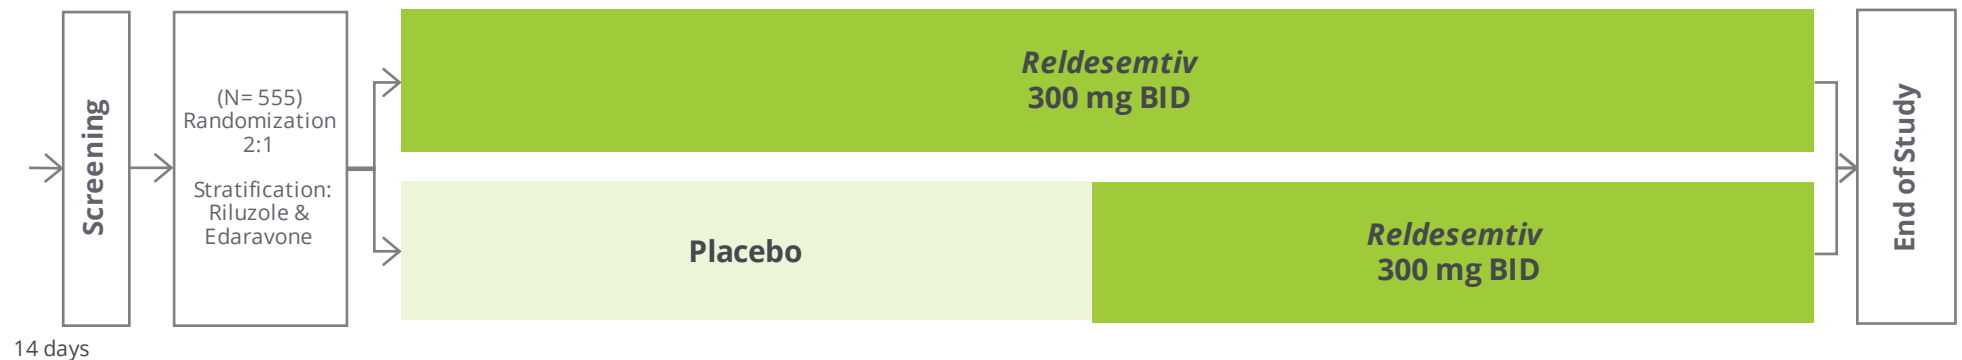 Screening
(N= 555)
Randomization
2:1
Stratification:
Riluzole &
Edaravone
Reldesemtiv
300 mg BID
Placebo
Reldesemtiv
300 mg BID
End of Study
14 days